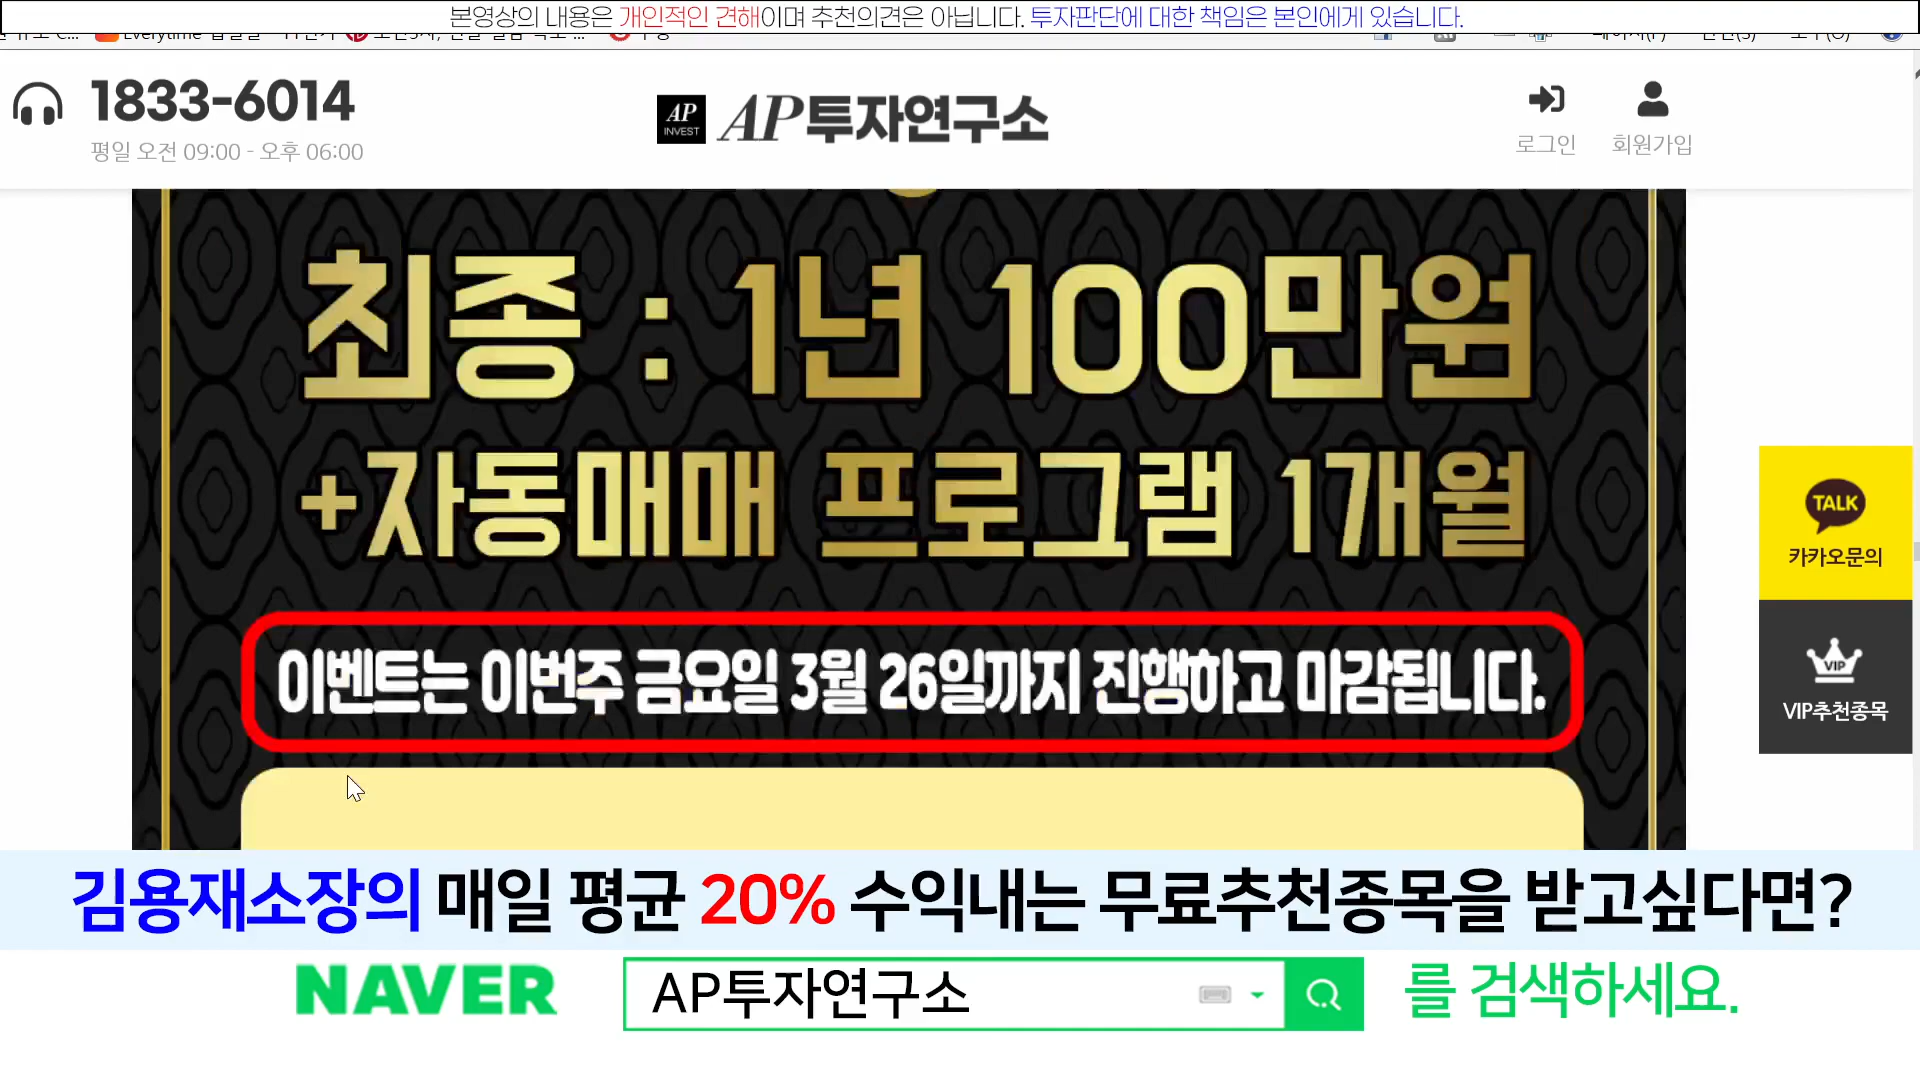 본영상의 내용은 개인적인 견해이며 추천의견은 아닙니다. 투자판단에 대한 책임은 본인에게 있습니다.
1833-6014
평일 오전 09:00 - 오후 06:00
AP
INVEST
AP투자연구소
로그인
회원가입
최종 : 1년 100만원
+자동매매 프로그램 1개월
이벤트는 이번주 금요일 3월 26일까지 진행하고 마감됩니다.
TALK
카카오문의
VIP
VIP추천종목
김용재소장의 매일 평균 20% 수익내는 무료추천종목을 받고싶다면?
NAVER AP투자연구소 를 검색하세요.